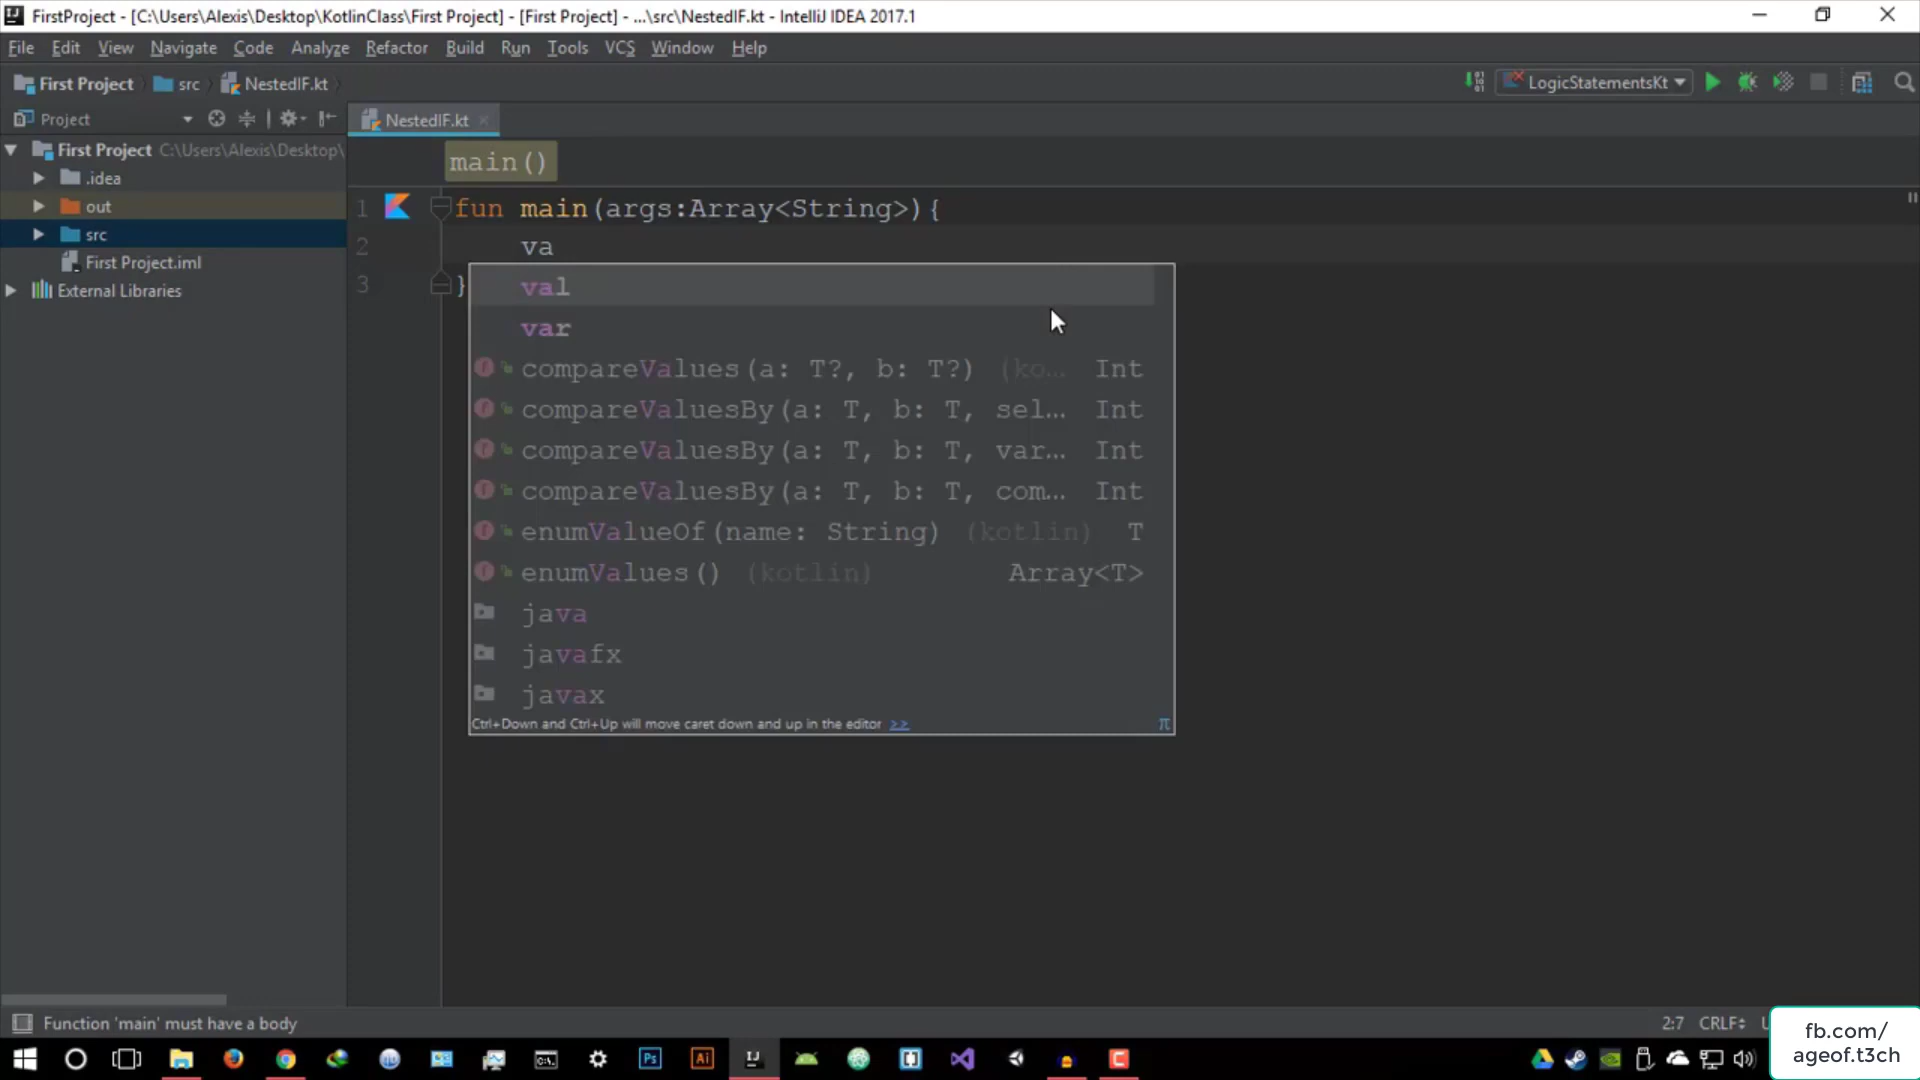 FirstProject - [C:\Users\Alexis\Desktop\KotlinClass\First Project] - [First Project] - ...\src\NestedIF.kt - IntelliJ IDEA 2017.1
File Edit View Navigate Code Analyze Refactor Build Run Tools VCS Window Help
First Project src NestedIF.kt LogicStatementsKt
Project NestedIF.kt
First Project C:\Users\Alexis\Desktop\
.idea
out
src
First Project.iml
External Libraries
main()
1 fun main(args:Array<String>){
2 va
3 }
val
var
compareValues(a: T?, b: T?) (ko... Int
compareValuesBy(a: T, b: T, sel... Int
compareValuesBy(a: T, b: T, var... Int
compareValuesBy(a: T, b: T, com... Int
enumValueOf(name: String) (kotlin) T
enumValues() (kotlin) Array<T>
java
javafx
javax
Ctrl+Down and Ctrl+Up will move caret down and up in the editor >> π
Function 'main' must have a body 2:7 CRLF
fb.com/
ageof.t3ch
Ps Ai